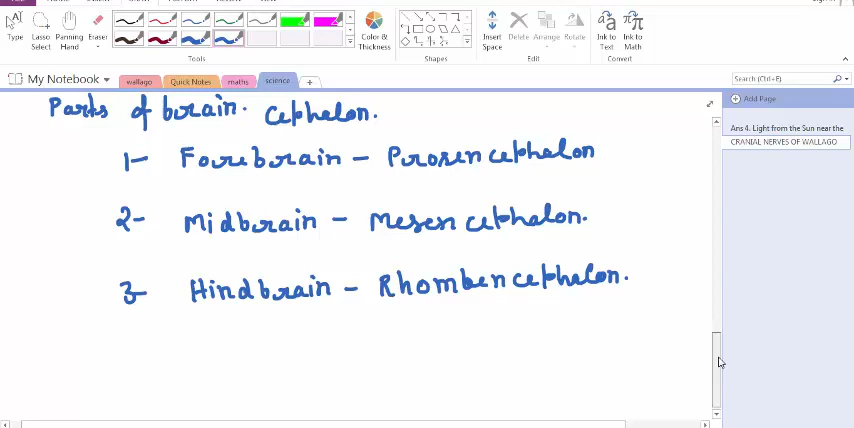 Type
Lasso Select
Panning Hand
Eraser
Color & Thickness
Insert Space
Delete
Arrange
Rotate
Ink to Text
Ink to Math
Tools
Shapes
Edit
Convert
My Notebook
wallago
Quick Notes
maths
science
Search (Ctrl+E)
Add Page
Ans 4. Light from the Sun near the
CRANIAL NERVES OF WALLAGO
Parts of brain. Cephalon.
1- Forebrain - Prosencephalon
2- Midbrain - Mesencephalon.
3- Hindbrain - Rhombencephalon.